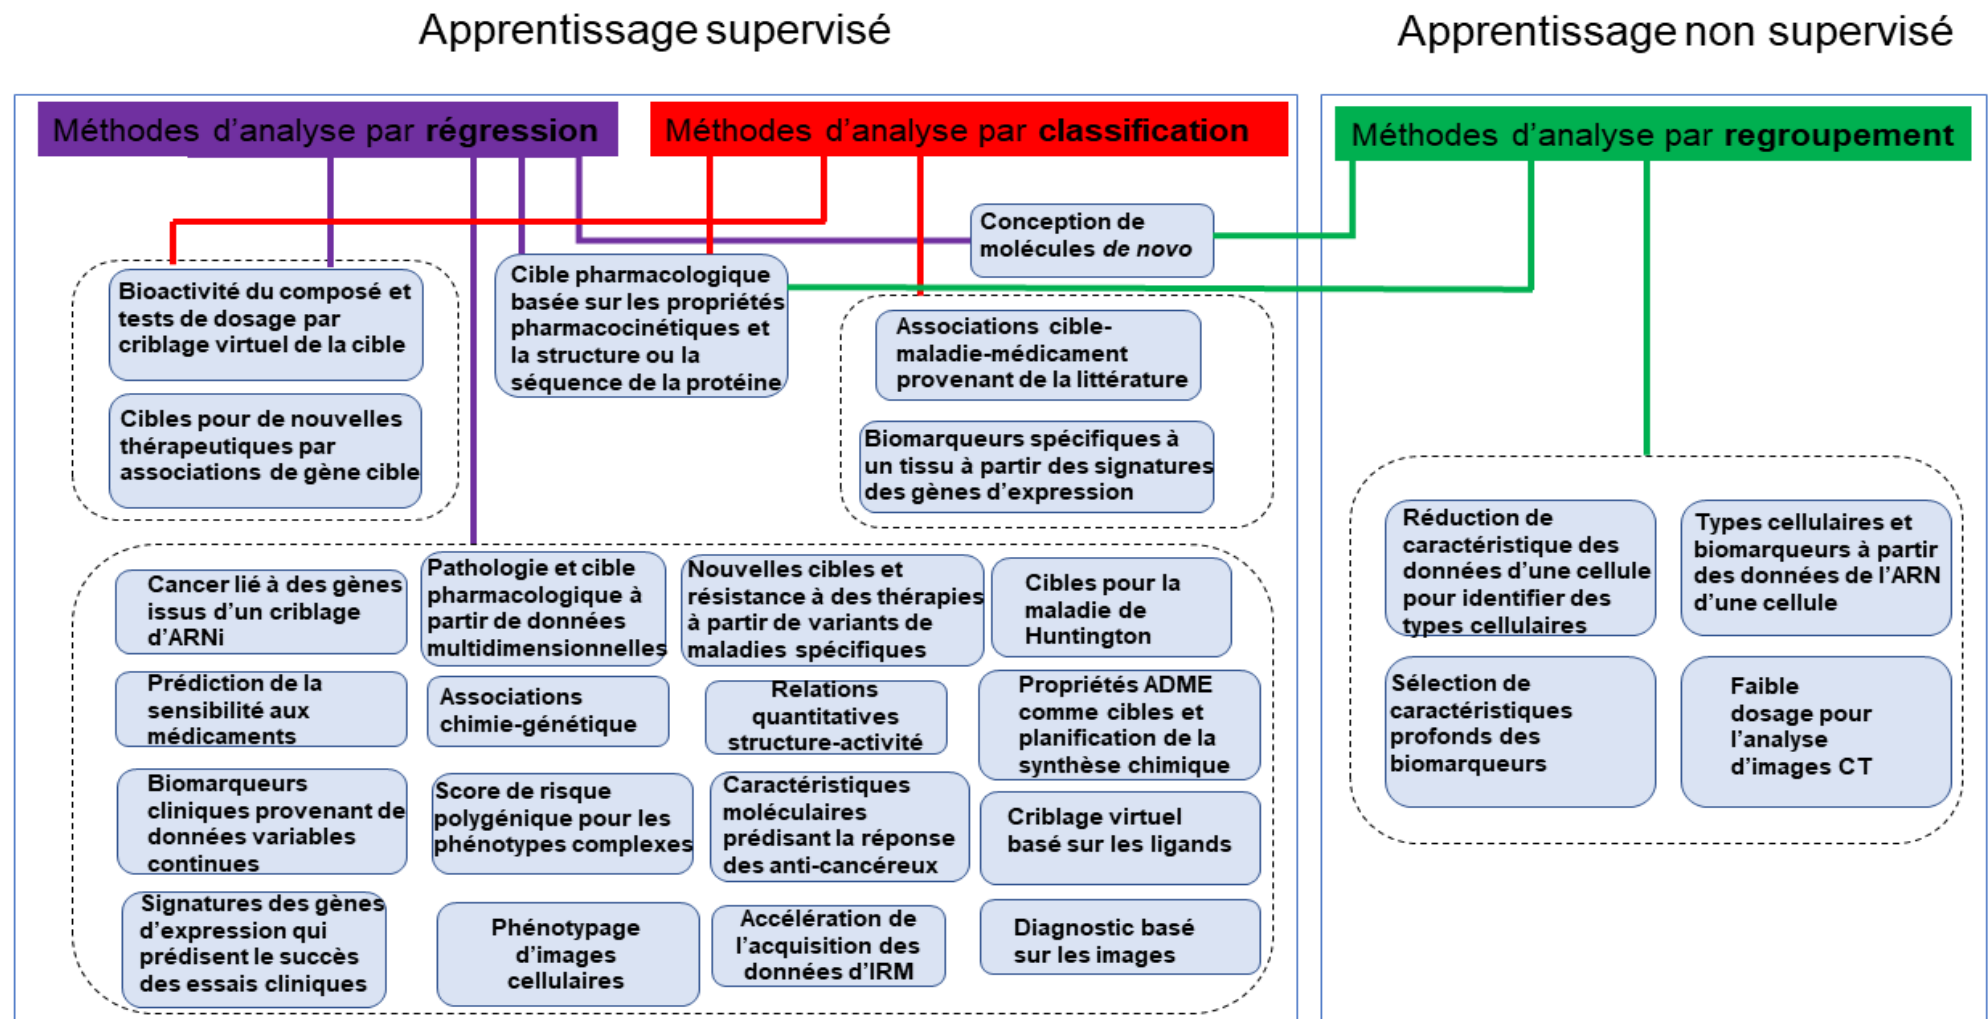 Apprentissage supervisé
Apprentissage non supervisé
Méthodes d'analyse par régression
Méthodes d'analyse par classification
Méthodes d'analyse par regroupement
Conception de
molécules de novo
Bioactivité du composé et
tests de dosage par
criblage virtuel de la cible
Cibles pour de nouvelles
thérapeutiques par
associations de gène cible
Cible pharmacologique
basée sur les propriétés
pharmacocinétiques et
la structure ou la
séquence de la protéine
Associations cible-
maladie-médicament
provenant de la littérature
Biomarqueurs spécifiques à
un tissu à partir des signatures
des gènes d'expression
Cancer lié à des gènes
issus d'un criblage
d'ARNi
Pathologie et cible
pharmacologique à
partir de données
multidimensionnelles
Nouvelles cibles et
résistance à des thérapies
à partir de variants de
maladies spécifiques
Cibles pour la
maladie de
Huntington
Prédiction de la
sensibilité aux
médicaments
Associations
chimie-génétique
Relations
quantitatives
structure-activité
Propriétés ADME
comme cibles et
planification de la
synthèse chimique
Biomarqueurs
cliniques provenant de
données variables
continues
Score de risque
polygénique pour les
phénotypes complexes
Caractéristiques
moléculaires
prédisant la réponse
des anti-cancéreux
Criblage virtuel
basé sur les ligands
Signatures des gènes
d'expression qui
prédisent le succès
des essais cliniques
Phénotypage
d'images
cellulaires
Accélération de
l'acquisition des
données d'IRM
Diagnostic basé
sur les images
Réduction de
caractéristique des
données d'une cellule
pour identifier des
types cellulaires
Types cellulaires et
biomarqueurs à partir
des données de l'ARN
d'une cellule
Sélection de
caractéristiques
profonds des
biomarqueurs
Faible
dosage pour
l'analyse
d'images CT